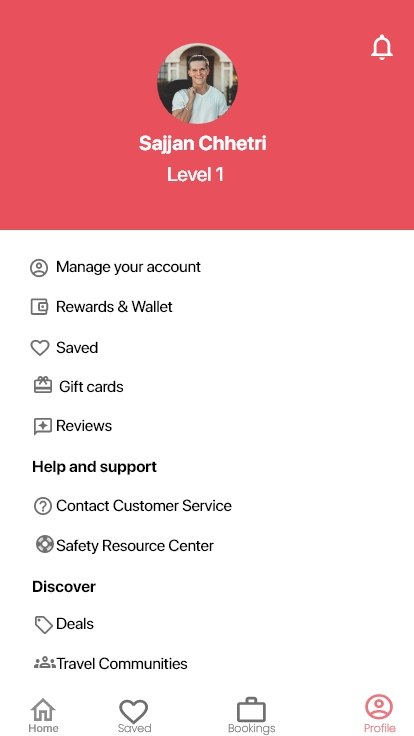 Sajjan Chhetri
Level 1
Manage your account
Rewards & Wallet
Saved
Gift cards
Reviews
Help and support
Contact Customer Service
Safety Resource Center
Discover
Deals
Travel Communities
Home
Saved
Bookings
Profile